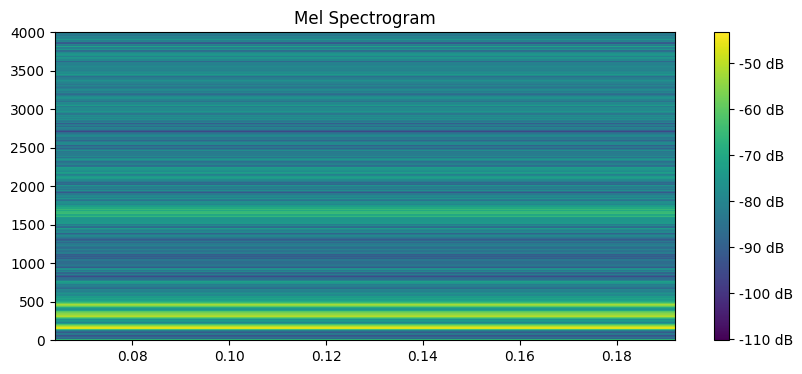 Mel Spectrogram
4000
3500
3000
2500
2000
1500
1000
500
0
0.08 0.10 0.12 0.14 0.16 0.18
-50 dB
-60 dB
-70 dB
-80 dB
-90 dB
-100 dB
-110 dB